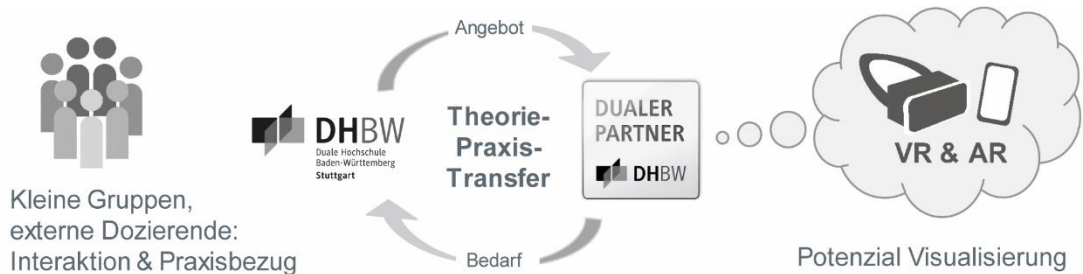 Kleine Gruppen,
externe Dozierende:
Interaktion & Praxisbezug
DHBW
Duale Hochschule
Baden-Württemberg
Stuttgart
Angebot
Theorie-
Praxis-
Transfer
Bedarf
DUALER
PARTNER
DHBW
VR & AR
Potenzial Visualisierung